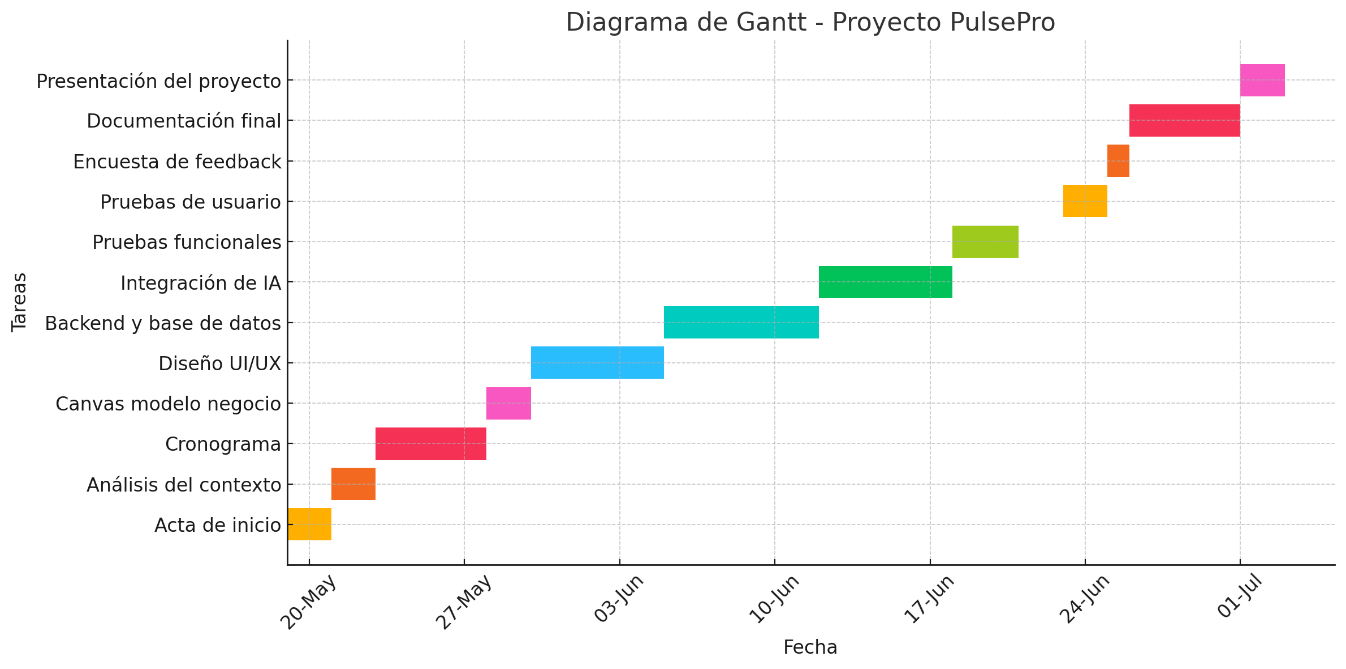 Diagrama de Gantt - Proyecto PulsePro
Presentación del proyecto
Documentación final
Encuesta de feedback
Pruebas de usuario
Pruebas funcionales
Integración de IA
Backend y base de datos
Diseño UI/UX
Canvas modelo negocio
Cronograma
Análisis del contexto
Acta de inicio
Tareas
20-May
27-May
03-Jun
10-Jun
17-Jun
24-Jun
01-Jul
Fecha